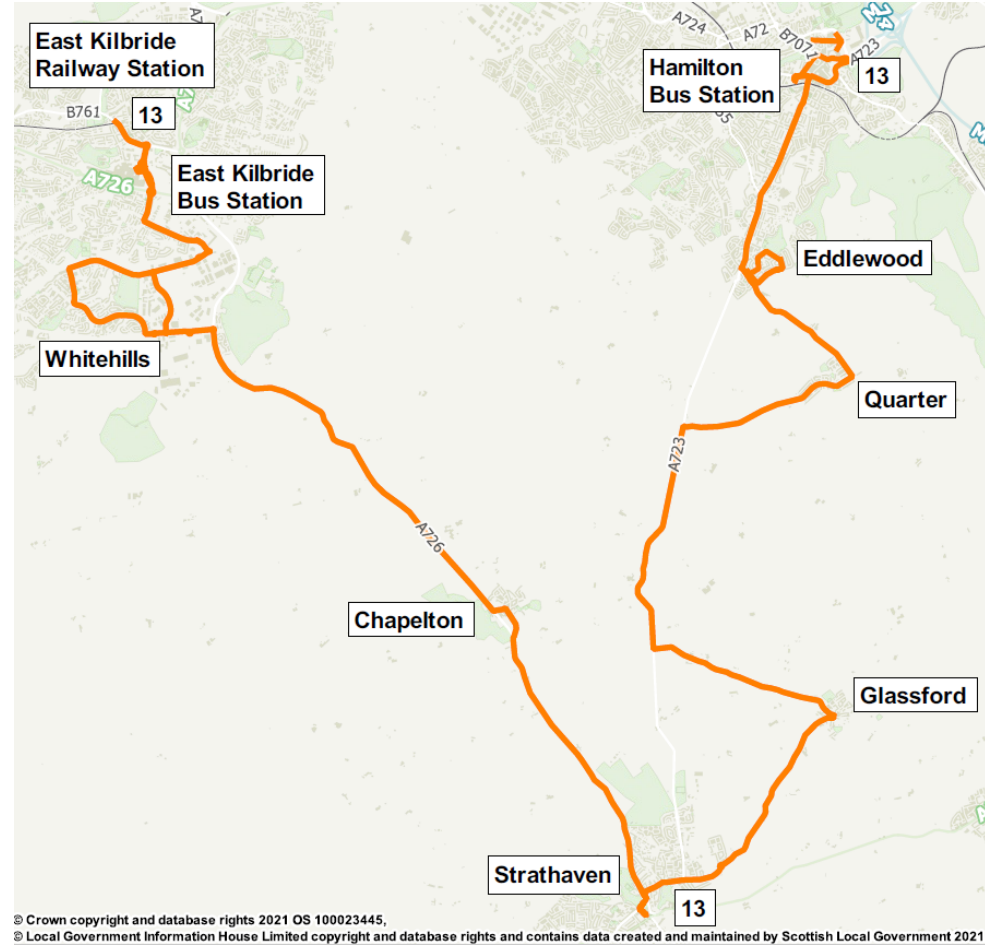 East Kilbride
Railway Station
13
B761
A726
East Kilbride
Bus Station
A724
A72
B7071
A723
Hamilton
Bus Station
13
Eddlewood
Whitehills
Quarter
A723
A726
Chapelton
Glassford
Strathaven
13
© Crown copyright and database rights 2021 OS 100023445,
© Local Government Information House Limited copyright and database rights and contains data created and maintained by Scottish Local Government 2021